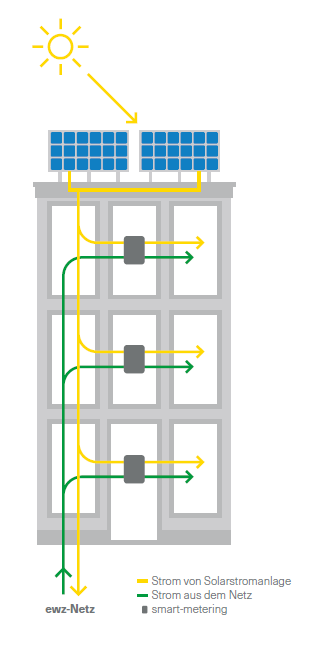 Strom von Solarstromanlage
Strom aus dem Netz
ewz-Netz
smart-metering